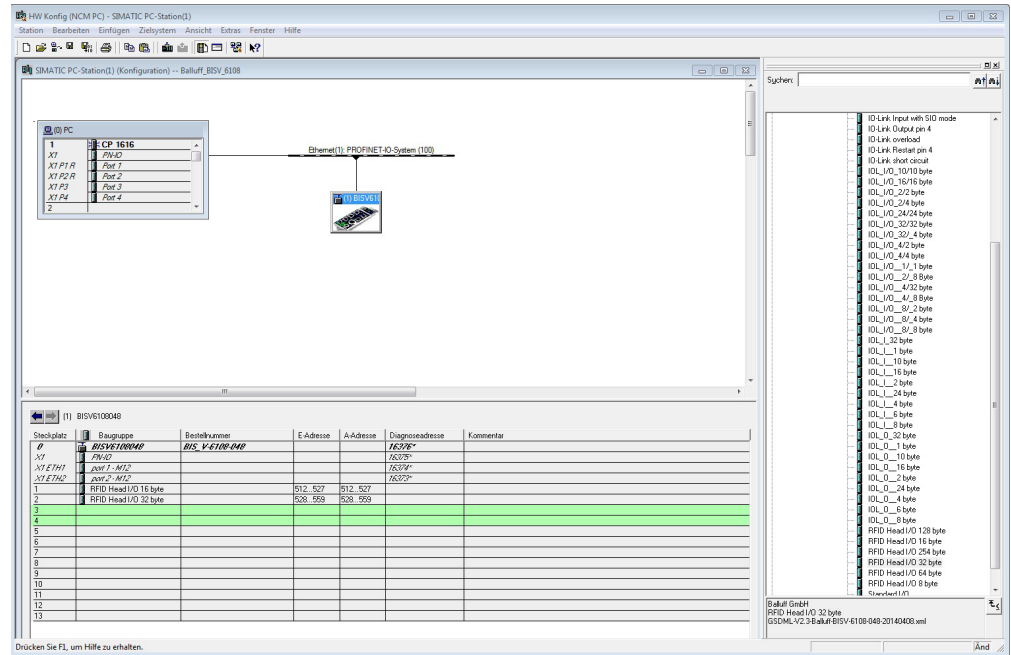 HW Konfig (NCM PC) - SIMATIC PC-Station(1)
Station Bearbeiten Einfügen Zielsystem Ansicht Extras Fenster Hilfe
SIMATIC PC-Station(1) (Konfiguration) -- Balluff_BISV_6108
(0) PC
1 CP 1616
X1 PN-IO
X1 P1 R Port 1
X1 P2 R Port 2
X1 P3 Port 3
X1 P4 Port 4
2
Ethernet(1): PROFINET-IO-System (100)
(1) BISV61(
(1) BISV6108048
Steckplatz Baugruppe Bestellnummer E-Adresse A-Adresse Diagnoseadresse Kommentar
0 BISV6108048 BIS_V-6108-048 16376*
X1 PN-IO 16375*
X1 ETH1 port 1 - M12 16374*
X1 ETH2 port 2 - M12 16373*
1 RFID Head I/O 16 byte 512...527 512...527
2 RFID Head I/O 32 byte 528...559 528...559
3
4
5
6
7
8
9
10
11
12
13
Suchen:
IO-Link Input with SIO mode
IO-Link Output pin 4
IO-Link overload
IO-Link Restart pin 4
IO-Link short circuit
IOL_I/O_10/10 byte
IOL_I/O_16/16 byte
IOL_I/O_2/2 byte
IOL_I/O_2/4 byte
IOL_I/O_24/24 byte
IOL_I/O_32/32 byte
IOL_I/O_32/_4 byte
IOL_I/O_4/2 byte
IOL_I/O_4/4 byte
IOL_I/O__1/_1 byte
IOL_I/O__2/_8 Byte
IOL_I/O__4/32 byte
IOL_I/O__4/_8 Byte
IOL_I/O__8/_2 byte
IOL_I/O__8/_4 byte
IOL_I/O__8/_8 byte
IOL_I_32 byte
IOL_I__1 byte
IOL_I__10 byte
IOL_I__16 byte
IOL_I__2 byte
IOL_I__24 byte
IOL_I__4 byte
IOL_I__6 byte
IOL_I__8 byte
IOL_O_32 byte
IOL_O__1 byte
IOL_O__10 byte
IOL_O__16 byte
IOL_O__2 byte
IOL_O__24 byte
IOL_O__4 byte
IOL_O__6 byte
IOL_O__8 byte
RFID Head I/O 128 byte
RFID Head I/O 16 byte
RFID Head I/O 254 byte
RFID Head I/O 32 byte
RFID Head I/O 64 byte
RFID Head I/O 8 byte
Standard I/O
Balluff GmbH
RFID Head I/O 32 byte
GSDML-V2.3-Balluff-BISV-6108-048-20140408.xml
Drücken Sie F1, um Hilfe zu erhalten.
Änd